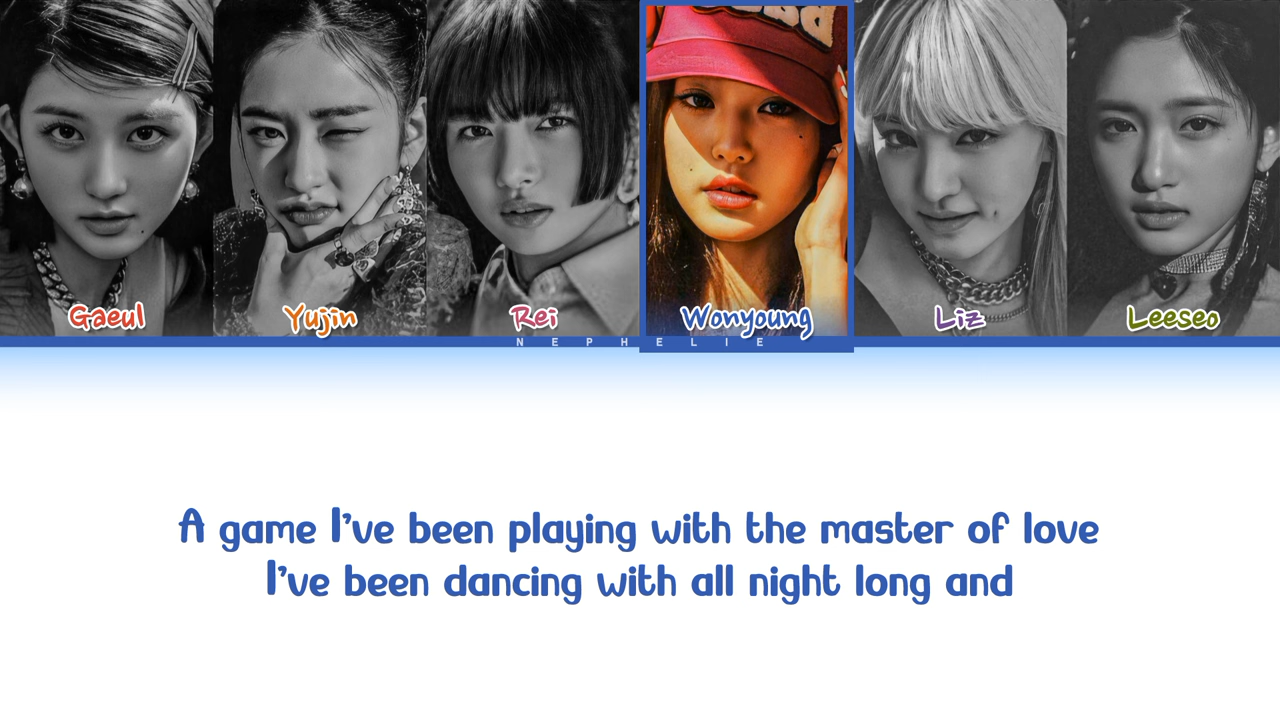 Gaeul
Yujin
Rei
Wonyoung
Liz
Leeseo
NEPHELIE
A game I've been playing with the master of love
I've been dancing with all night long and